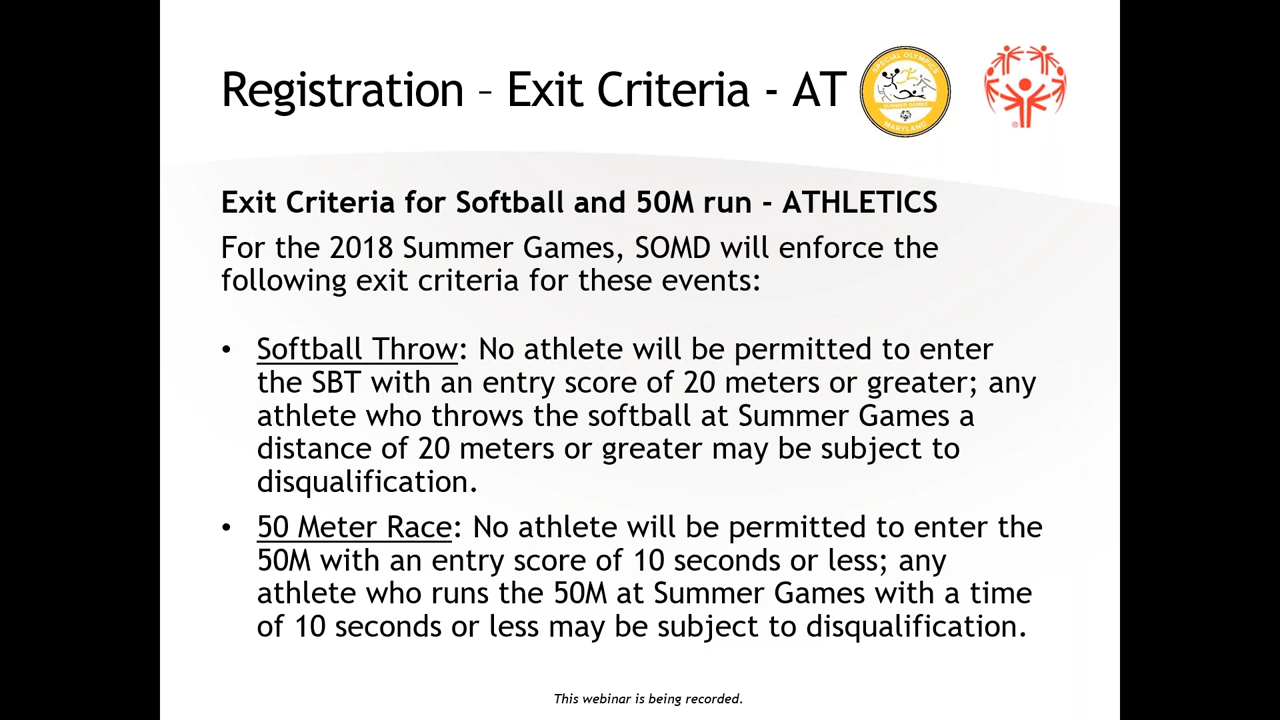 Registration – Exit Criteria - AT
SPECIAL OLYMPICS
SUMMER GAMES
MARYLAND
Exit Criteria for Softball and 50M run - ATHLETICS
For the 2018 Summer Games, SOMD will enforce the
following exit criteria for these events:
• Softball Throw: No athlete will be permitted to enter
the SBT with an entry score of 20 meters or greater; any
athlete who throws the softball at Summer Games a
distance of 20 meters or greater may be subject to
disqualification.
• 50 Meter Race: No athlete will be permitted to enter the
50M with an entry score of 10 seconds or less; any
athlete who runs the 50M at Summer Games with a time
of 10 seconds or less may be subject to disqualification.
This webinar is being recorded.